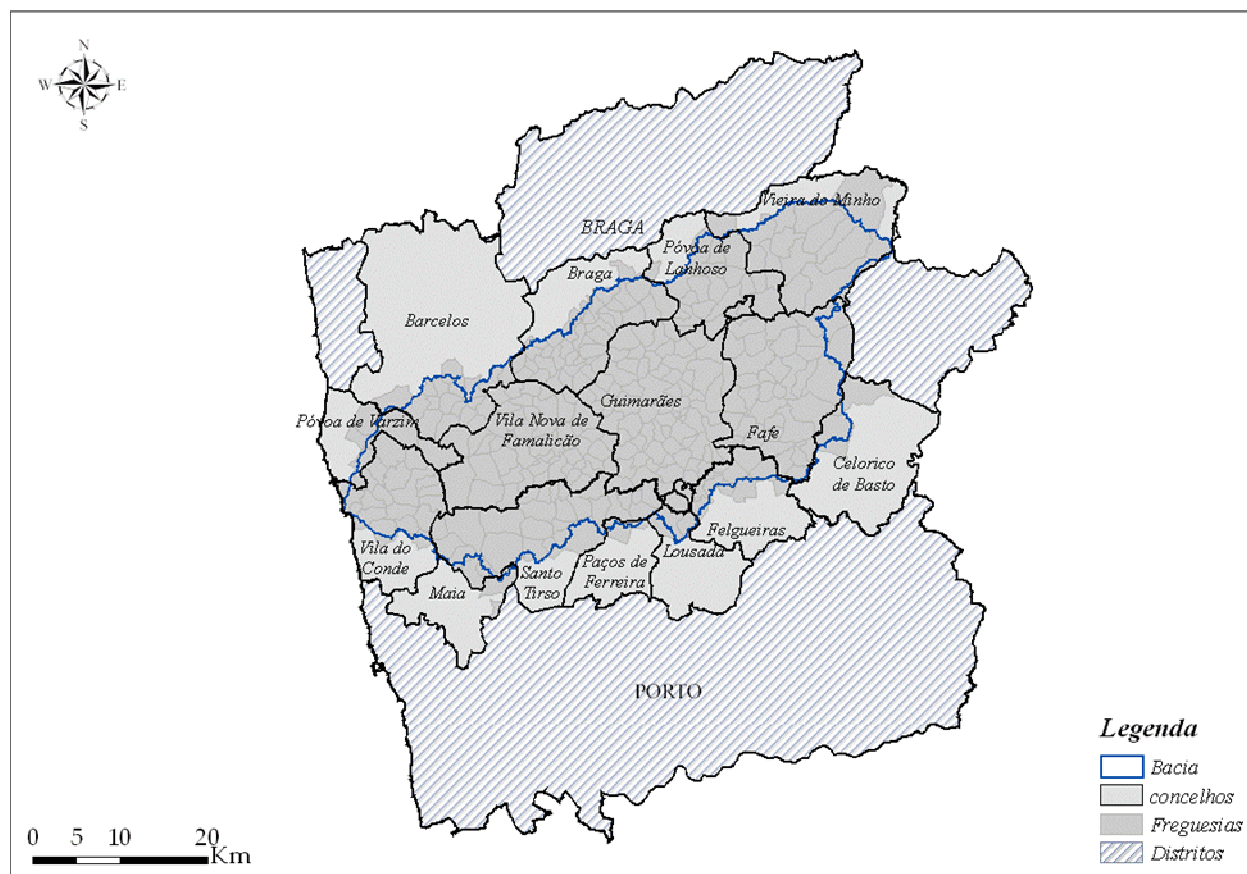 N
W E
S
Vieira do Minho
BRAGA
Póvoa de
Lanhoso
Braga
Barcelos
Guimarães
Póvoa de Varzim
Vila Nova de
Famalicão
Fafe
Celorico
de Basto
Felgueiras
Vila do
Conde
Lousada
Paços de
Ferreira
Santo
Tirso
Maia
PORTO
Legenda
Bacia
concelhos
Freguesias
Distritos
0 5 10 20
Km